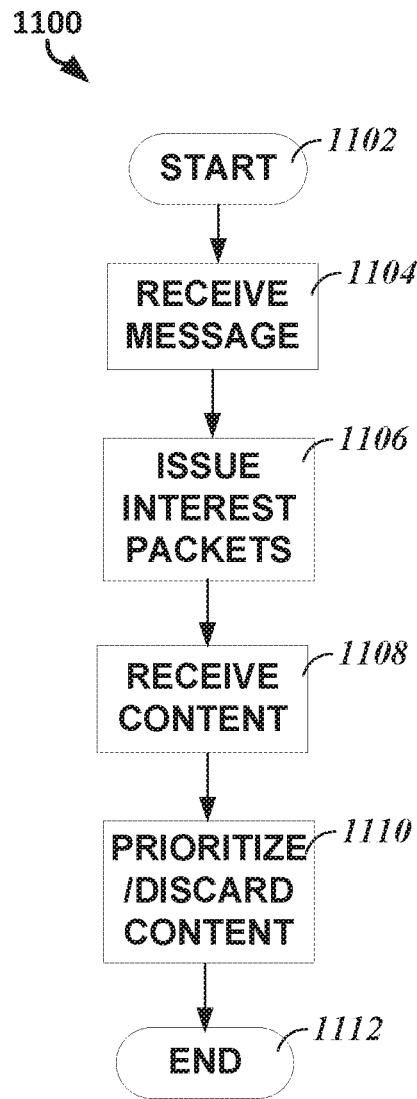 1100
1102
START
1104
RECEIVE
MESSAGE
1106
ISSUE
INTEREST
PACKETS
1108
RECEIVE
CONTENT
1110
PRIORITIZE
/DISCARD
CONTENT
1112
END